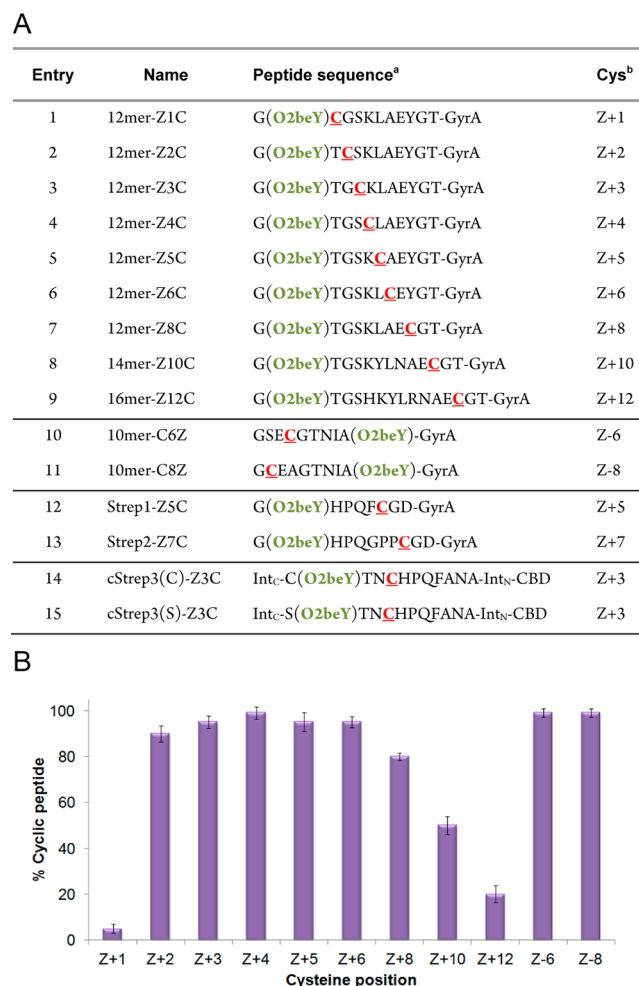 A
Entry Name Peptide sequenceᵃ Cysᵇ
1 12mer-Z1C G(O2beY)CGSKLAEYGT-GyrA Z+1
2 12mer-Z2C G(O2beY)TCSKLAEYGT-GyrA Z+2
3 12mer-Z3C G(O2beY)TGCKLAEYGT-GyrA Z+3
4 12mer-Z4C G(O2beY)TGSCLAEYGT-GyrA Z+4
5 12mer-Z5C G(O2beY)TGSKCAEYGT-GyrA Z+5
6 12mer-Z6C G(O2beY)TGSKLCEYGT-GyrA Z+6
7 12mer-Z8C G(O2beY)TGSKLAECGT-GyrA Z+8
8 14mer-Z10C G(O2beY)TGSKYLNAECGT-GyrA Z+10
9 16mer-Z12C G(O2beY)TGSHKYLRNAECGT-GyrA Z+12
10 10mer-C6Z GSECGTNIA(O2beY)-GyrA Z-6
11 10mer-C8Z GCEAGTNIA(O2beY)-GyrA Z-8
12 Strep1-Z5C G(O2beY)HPQFCGD-GyrA Z+5
13 Strep2-Z7C G(O2beY)HPQGPPCGD-GyrA Z+7
14 cStrep3(C)-Z3C Int_C-C(O2beY)TNCHPQFANA-Int_N-CBD Z+3
15 cStrep3(S)-Z3C Int_C-S(O2beY)TNCHPQFANA-Int_N-CBD Z+3
B
% Cyclic peptide
100
80
60
40
20
0
Z+1 Z+2 Z+3 Z+4 Z+5 Z+6 Z+8 Z+10 Z+12 Z-6 Z-8
Cysteine position